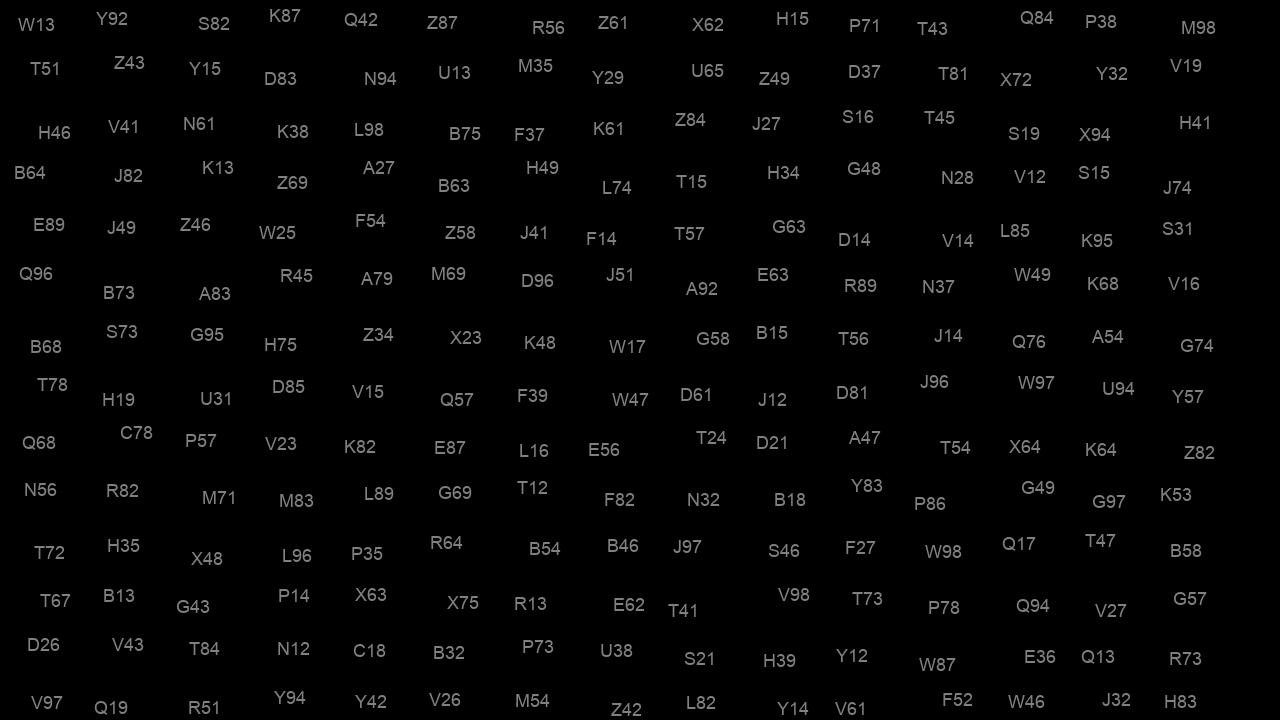 W13 Y92 S82 K87 Q42 Z87 R56 Z61 X62 H15 P71 T43 Q84 P38 M98
T51 Z43 Y15 D83 N94 U13 M35 Y29 U65 Z49 D37 T81 X72 Y32 V19
H46 V41 N61 K38 L98 B75 F37 K61 Z84 J27 S16 T45 S19 X94 H41
B64 J82 K13 Z69 A27 B63 H49 L74 T15 H34 G48 N28 V12 S15 J74
E89 J49 Z46 W25 F54 Z58 J41 F14 T57 G63 D14 V14 L85 K95 S31
Q96 B73 A83 R45 A79 M69 D96 J51 A92 E63 R89 N37 W49 K68 V16
B68 S73 G95 H75 Z34 X23 K48 W17 G58 B15 T56 J14 Q76 A54 G74
T78 H19 U31 D85 V15 Q57 F39 W47 D61 J12 D81 J96 W97 U94 Y57
Q68 C78 P57 V23 K82 E87 L16 E56 T24 D21 A47 T54 X64 K64 Z82
N56 R82 M71 M83 L89 G69 T12 F82 N32 B18 Y83 P86 G49 G97 K53
T72 H35 X48 L96 P35 R64 B54 B46 J97 S46 F27 W98 Q17 T47 B58
T67 B13 G43 P14 X63 X75 R13 E62 T41 V98 T73 P78 Q94 V27 G57
D26 V43 T84 N12 C18 B32 P73 U38 S21 H39 Y12 W87 E36 Q13 R73
V97 Q19 R51 Y94 Y42 V26 M54 Z42 L82 Y14 V61 F52 W46 J32 H83